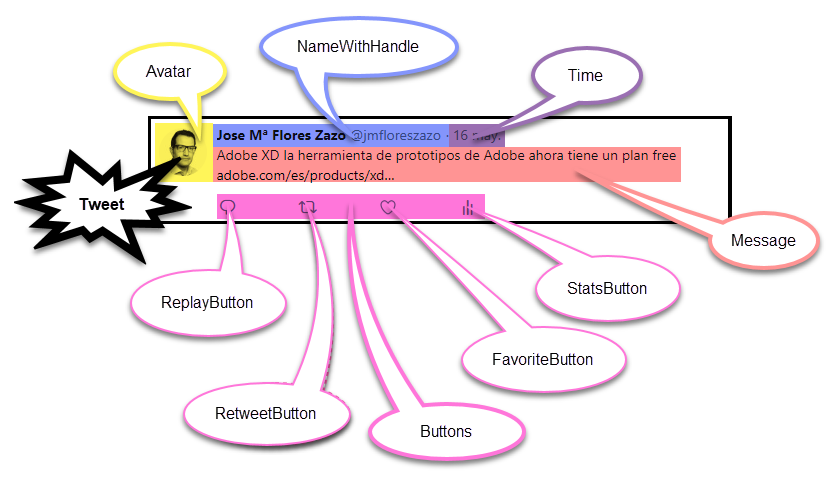 NameWithHandle
Avatar
Time
Jose Mª Flores Zazo @jmfloreszazo · 16 may.
Adobe XD la herramienta de prototipos de Adobe ahora tiene un plan free
adobe.com/es/products/xd...
Tweet
Message
ReplayButton
StatsButton
FavoriteButton
RetweetButton
Buttons